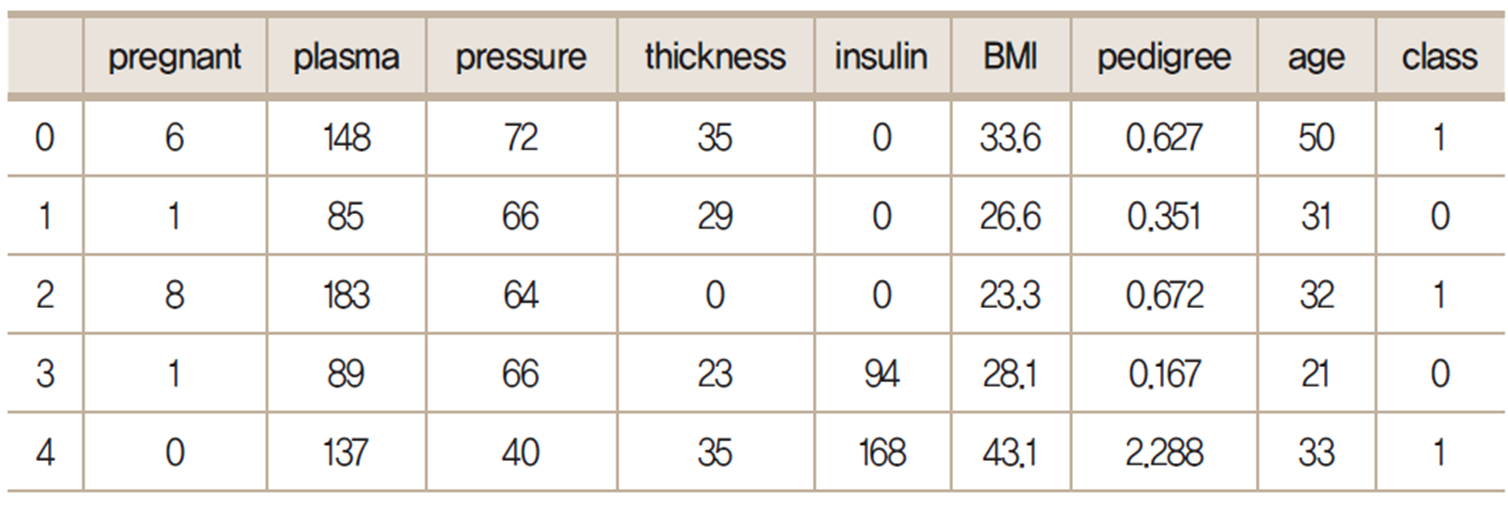 pregnant plasma pressure thickness insulin BMI pedigree age class
0 6 148 72 35 0 33.6 0.627 50 1
1 1 85 66 29 0 26.6 0.351 31 0
2 8 183 64 0 0 23.3 0.672 32 1
3 1 89 66 23 94 28.1 0.167 21 0
4 0 137 40 35 168 43.1 2.288 33 1